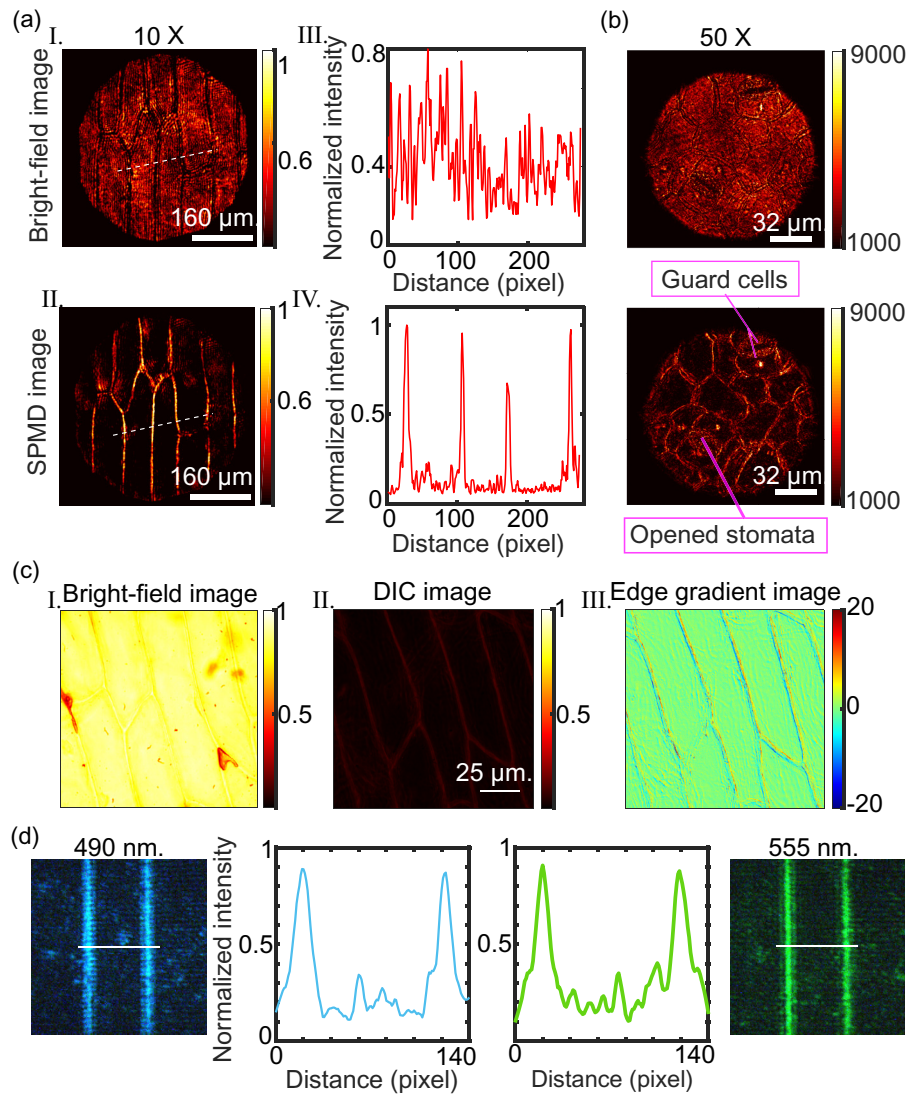 (a)
(b)
I.
10 X
III.
50 X
Bright-field image
1
0.6
160 µm.
Normalized intensity
0.8
0.4
0
0
100
200
Distance (pixel)
9000
1000
32 µm
Guard cells
II.
IV.
SPMD image
1
0.6
0
160 µm
Normalized intensity
1
0.5
0
0
100
200
Distance (pixel)
9000
1000
32 µm
Opened stomata
(c)
I.
Bright-field image
1
0.5
II.
DIC image
1
0.5
0
25 µm.
III.
Edge gradient image
20
0
-20
(d)
490 nm.
Normalized intensity
1
0.5
0
0
140
Distance (pixel)
1
0.5
0
0
140
Distance (pixel)
555 nm.